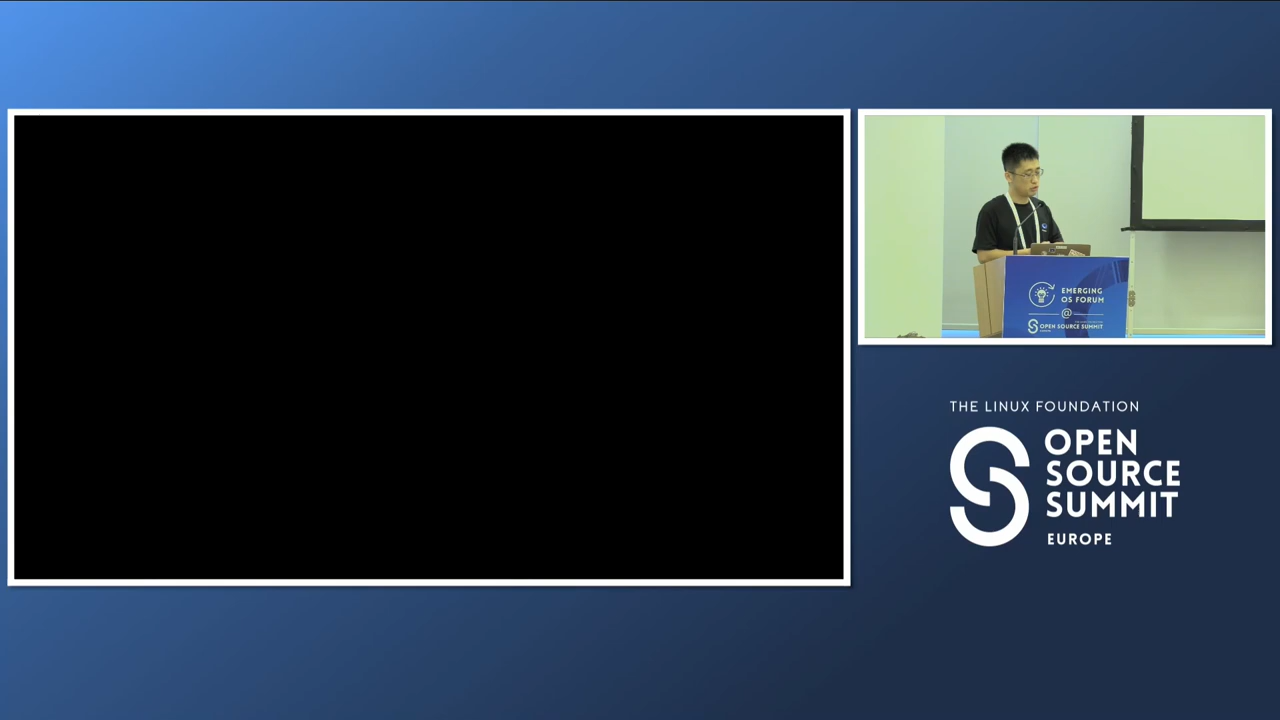 EMERGING
OS FORUM
@
OPEN SOURCE SUMMIT
THE LINUX FOUNDATION
OPEN
SOURCE
SUMMIT
EUROPE